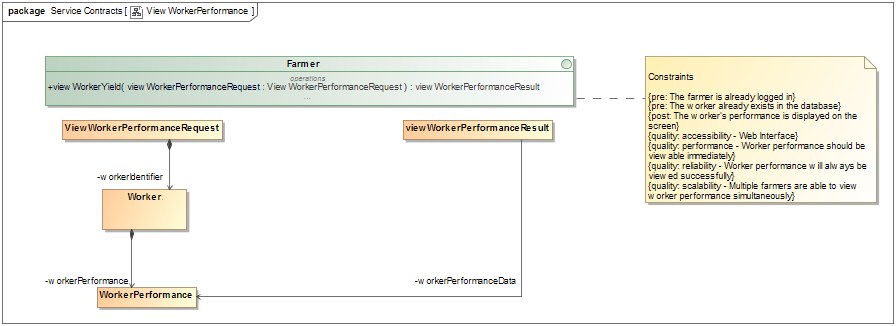 package Service Contracts [ View WorkerPerformance ]
Farmer
operations
+view WorkerYield( view WorkerPerformanceRequest : View WorkerPerformanceRequest ) : view WorkerPerformanceResult
...
Constraints
{pre: The farmer is already logged in}
{pre: The w orker already exists in the database}
{post: The w orker's performance is displayed on the
screen}
{quality: accessibility - Web Interface}
{quality: performance - Worker performance should be
view able immediately}
{quality: reliability - Worker performance w ill alw ays be
view ed successfully}
{quality: scalability - Multiple farmers are able to view
w orker performance simultaneously}
View WorkerPerformanceRequest
view WorkerPerformanceResult
-w orkerIdentifier
Worker
-w orkerPerformance
-w orkerPerformanceData
WorkerPerformance